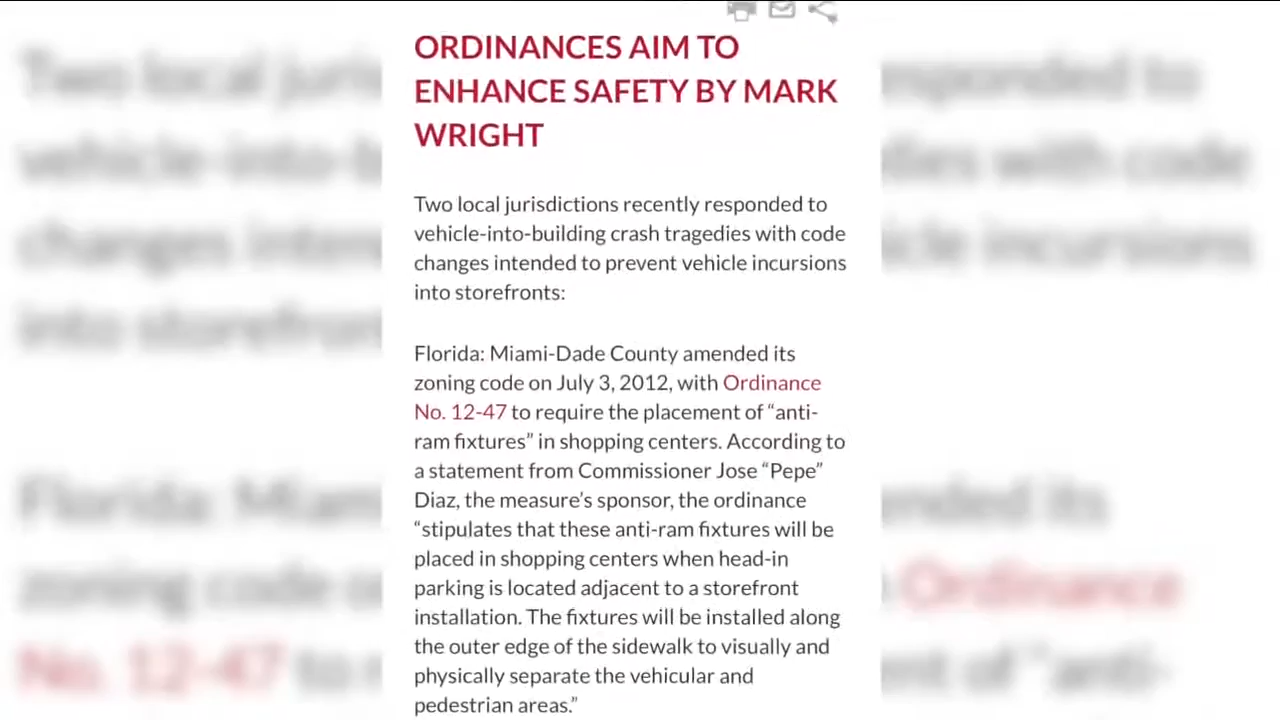 ORDINANCES AIM TO
ENHANCE SAFETY BY MARK
WRIGHT
Two local jurisdictions recently responded to
vehicle-into-building crash tragedies with code
changes intended to prevent vehicle incursions
into storefronts:
Florida: Miami-Dade County amended its
zoning code on July 3, 2012, with Ordinance
No. 12-47 to require the placement of “anti-
ram fixtures” in shopping centers. According to
a statement from Commissioner Jose “Pepe”
Diaz, the measure’s sponsor, the ordinance
“stipulates that these anti-ram fixtures will be
placed in shopping centers when head-in
parking is located adjacent to a storefront
installation. The fixtures will be installed along
the outer edge of the sidewalk to visually and
physically separate the vehicular and
pedestrian areas.”